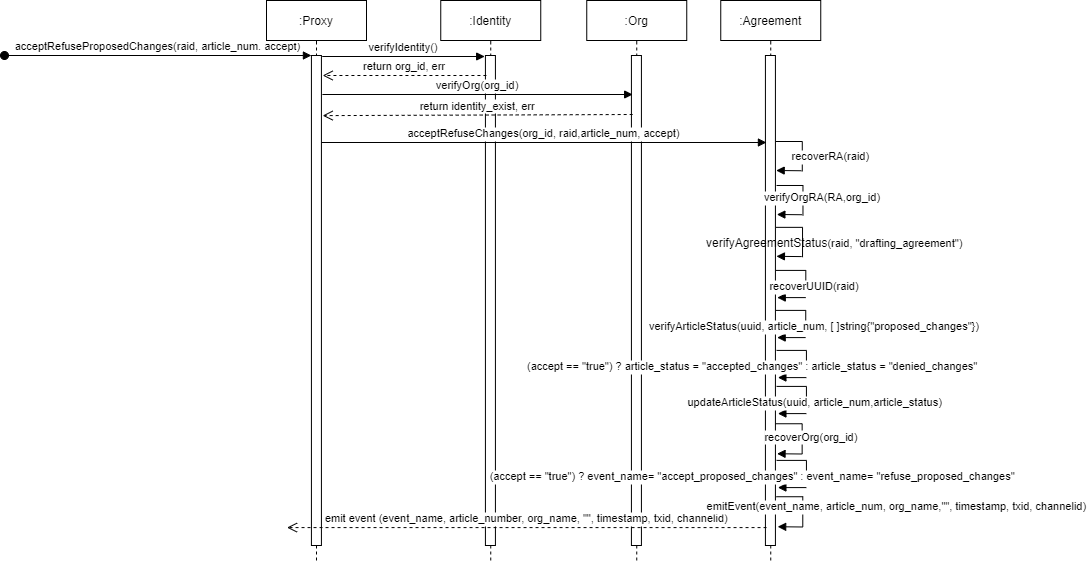 :Proxy
:Identity
:Org
:Agreement
acceptRefuseProposedChanges(raid, article_num. accept)
verifyIdentity()
return org_id, err
verifyOrg(org_id)
return identity_exist, err
acceptRefuseChanges(org_id, raid,article_num, accept)
recoverRA(raid)
verifyOrgRA(RA,org_id)
verifyAgreementStatus(raid, "drafting_agreement")
recoverUUID(raid)
verifyArticleStatus(uuid, article_num, [ ]string{"proposed_changes"})
(accept == "true") ? article_status = "accepted_changes" : article_status = "denied_changes"
updateArticleStatus(uuid, article_num,article_status)
recoverOrg(org_id)
(accept == "true") ? event_name= "accept_proposed_changes" : event_name= "refuse_proposed_changes"
emitEvent(event_name, article_num, org_name,"", timestamp, txid, channelid)
emit event (event_name, article_number, org_name, "", timestamp, txid, channelid)